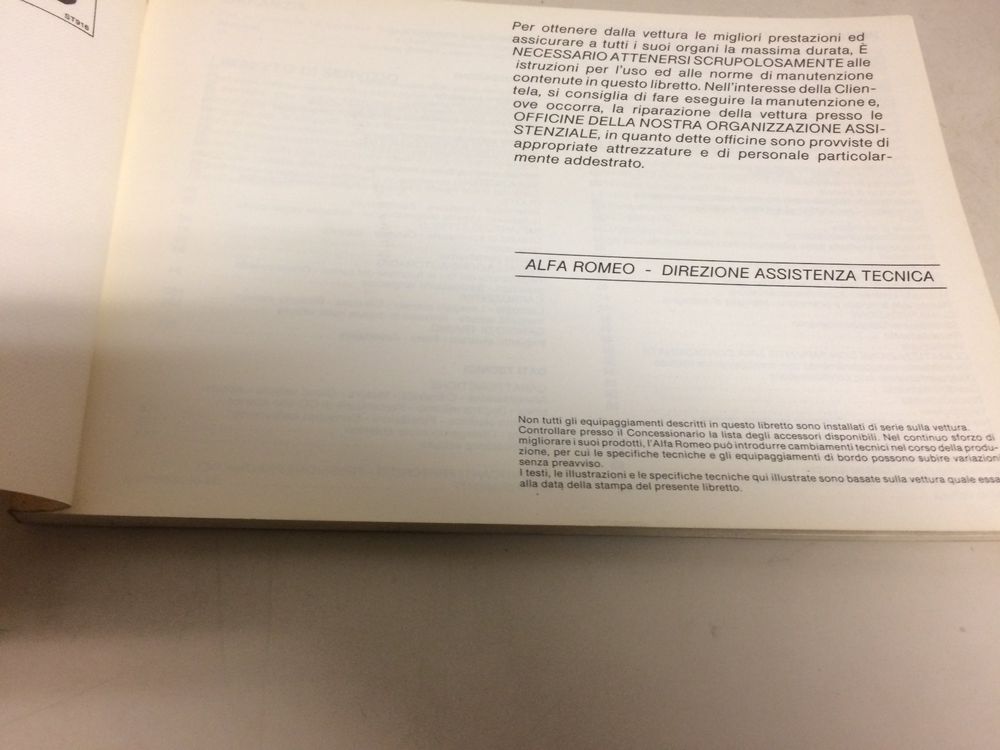 ST916
Per ottenere dalla vettura le migliori prestazioni ed
assicurare a tutti i suoi organi la massima durata, È
NECESSARIO ATTENERSI SCRUPOLOSAMENTE alle
istruzioni per l'uso ed alle norme di manutenzione
contenute in questo libretto. Nell'interesse della Clien-
tela, si consiglia di fare eseguire la manutenzione e,
ove occorra, la riparazione della vettura presso le
OFFICINE DELLA NOSTRA ORGANIZZAZIONE ASSI-
STENZIALE, in quanto dette officine sono provviste di
appropriate attrezzature e di personale particolar-
mente addestrato.
ALFA ROMEO - DIREZIONE ASSISTENZA TECNICA
Non tutti gli equipaggiamenti descritti in questo libretto sono installati di serie sulla vettura.
Controllare presso il Concessionario la lista degli accessori disponibili. Nel continuo sforzo di
migliorare i suoi prodotti, l'Alfa Romeo può introdurre cambiamenti tecnici nel corso della produ-
zione, per cui le specifiche tecniche e gli equipaggiamenti di bordo possono subire variazioni
senza preavviso.
I testi, le illustrazioni e le specifiche tecniche qui illustrate sono basate sulla vettura quale essa
alla data della stampa del presente libretto.